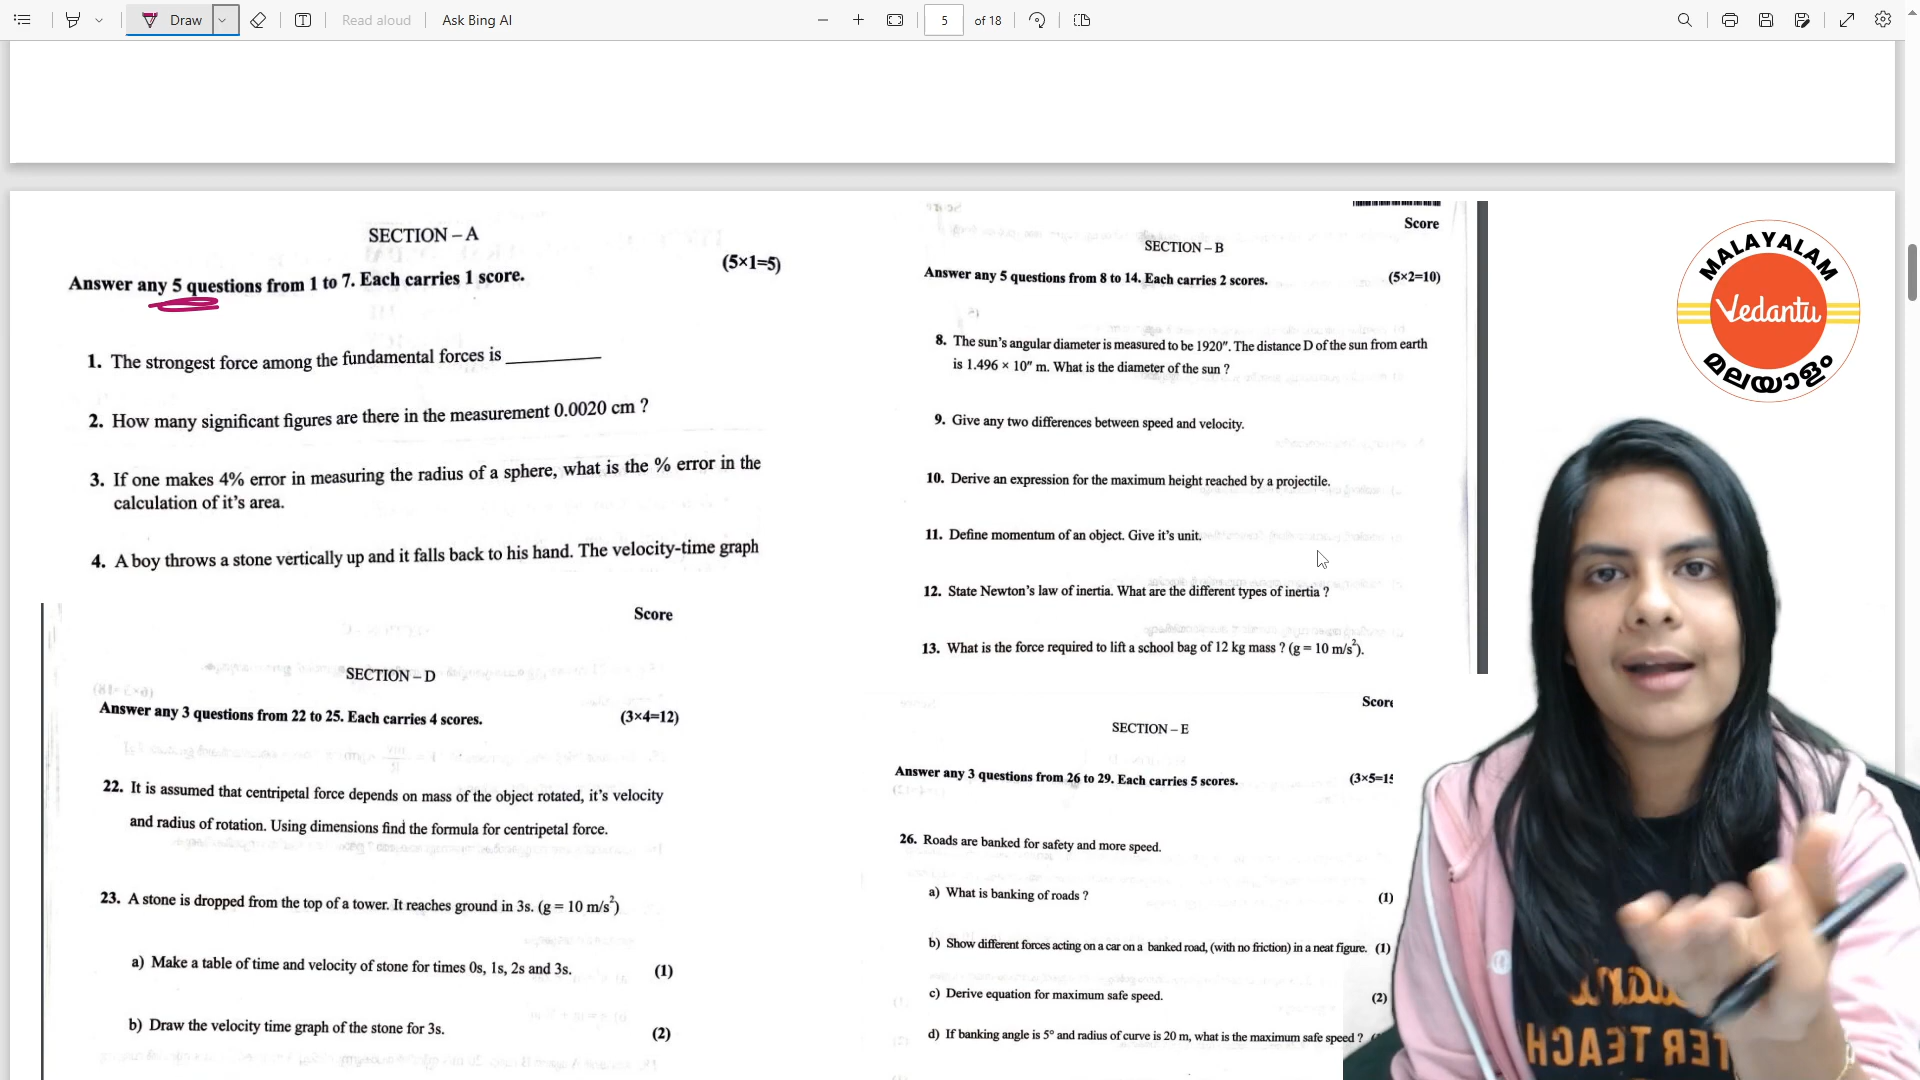 Draw
Read aloud
Ask Bing AI
5
of 18
SECTION – A
(5×1=5)
Answer any 5 questions from 1 to 7. Each carries 1 score.
1. The strongest force among the fundamental forces is __________
2. How many significant figures are there in the measurement 0.0020 cm ?
3. If one makes 4% error in measuring the radius of a sphere, what is the % error in the
calculation of it’s area.
4. A boy throws a stone vertically up and it falls back to his hand. The velocity-time graph
Score
SECTION – D
Answer any 3 questions from 22 to 25. Each carries 4 scores.
(3×4=12)
22. It is assumed that centripetal force depends on mass of the object rotated, it’s velocity
and radius of rotation. Using dimensions find the formula for centripetal force.
23. A stone is dropped from the top of a tower. It reaches ground in 3s. (g = 10 m/s²)
a) Make a table of time and velocity of stone for times 0s, 1s, 2s and 3s. (1)
b) Draw the velocity time graph of the stone for 3s. (2)
Score
SECTION – B
Answer any 5 questions from 8 to 14. Each carries 2 scores. (5×2=10)
8. The sun’s angular diameter is measured to be 1920″. The distance D of the sun from earth
is 1.496 × 10″ m. What is the diameter of the sun ?
9. Give any two differences between speed and velocity.
10. Derive an expression for the maximum height reached by a projectile.
11. Define momentum of an object. Give it’s unit.
12. State Newton’s law of inertia. What are the different types of inertia ?
13. What is the force required to lift a school bag of 12 kg mass ? (g = 10 m/s²).
Score
SECTION – E
Answer any 3 questions from 26 to 29. Each carries 5 scores. (3×5=15
26. Roads are banked for safety and more speed.
a) What is banking of roads ? (1)
b) Show different forces acting on a car on a banked road, (with no friction) in a neat figure. (1)
c) Derive equation for maximum safe speed. (2)
d) If banking angle is 5° and radius of curve is 20 m, what is the maximum safe speed ?
MALAYALAM
Vedantu
മലയാളം